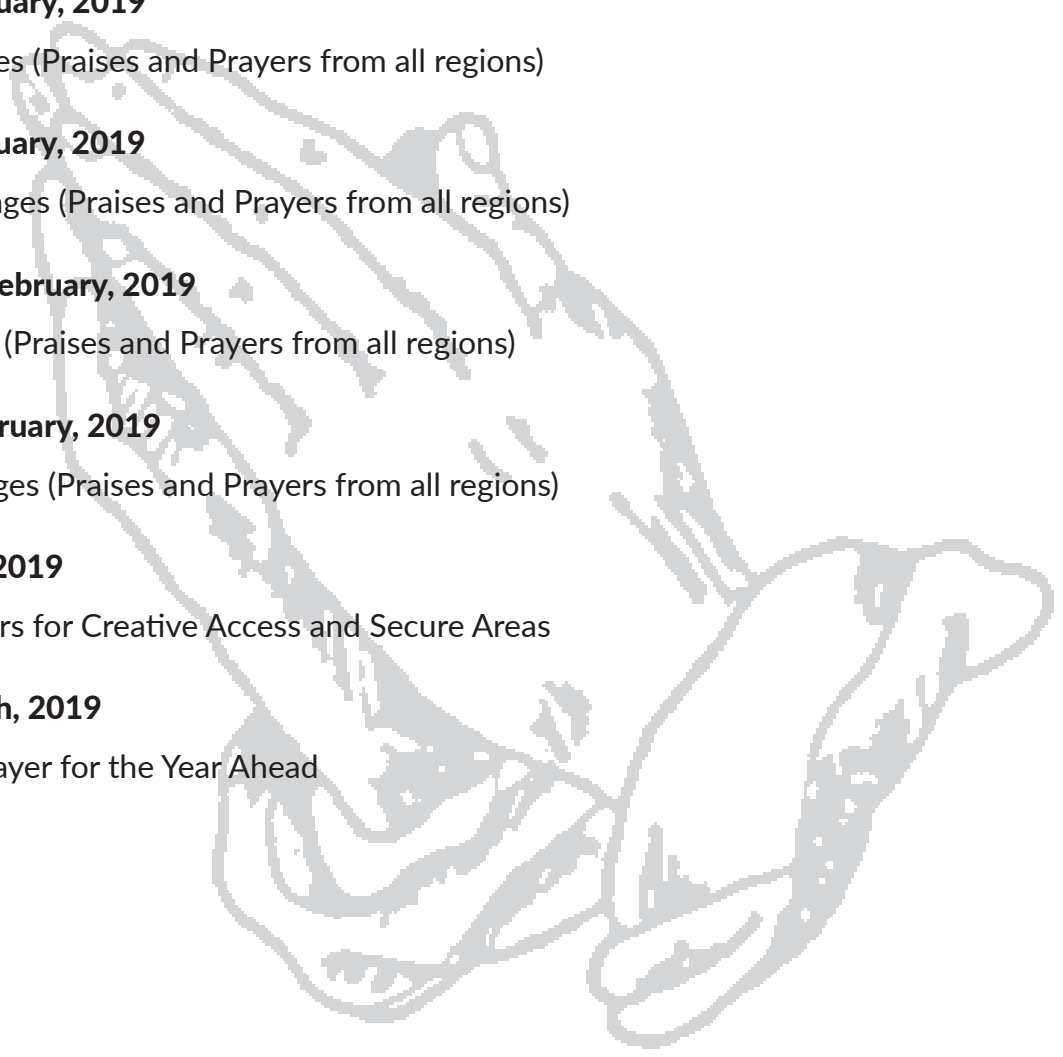 uary, 2019
es (Praises and Prayers from all regions)
uary, 2019
ges (Praises and Prayers from all regions)
ebruary, 2019
(Praises and Prayers from all regions)
ruary, 2019
ges (Praises and Prayers from all regions)
2019
rs for Creative Access and Secure Areas
h, 2019
ayer for the Year Ahead